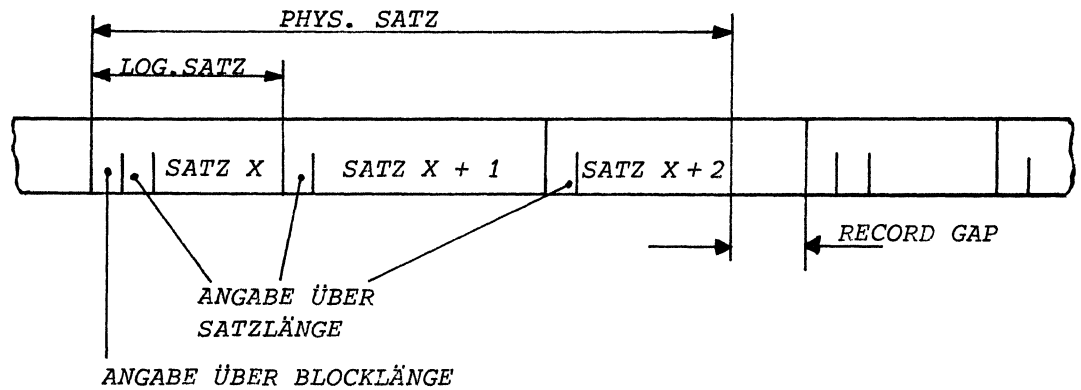 PHYS. SATZ
LOG.SATZ
SATZ X
SATZ X + 1
SATZ X + 2
RECORD GAP
ANGABE ÜBER
SATZLÄNGE
ANGABE ÜBER BLOCKLÄNGE